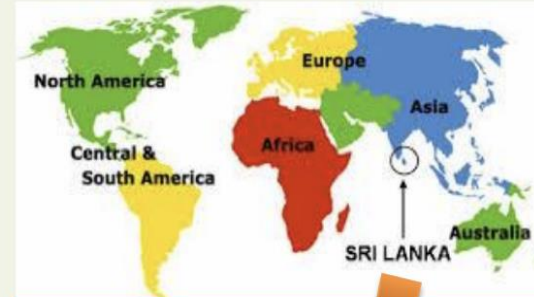 Europe
North America
Asia
Africa
Central &
South America
Australia
SRI LANKA